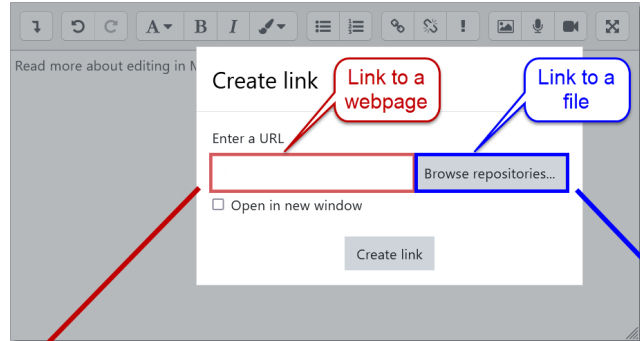 A B I !
Read more about editing in M
Create link
Link to a
webpage
Link to a
file
Enter a URL
Browse repositories...
Open in new window
Create link